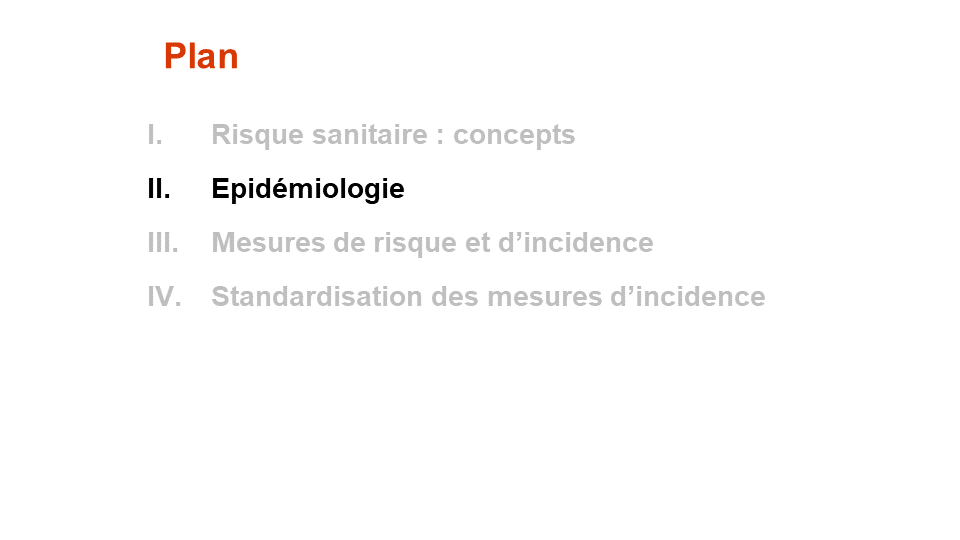 Plan
I. Risque sanitaire : concepts
II. Epidémiologie
III. Mesures de risque et d’incidence
IV. Standardisation des mesures d’incidence